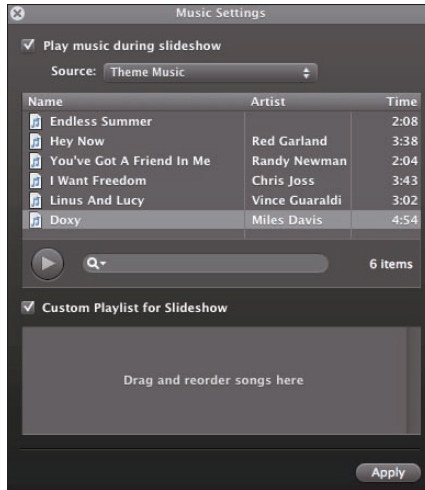 Music Settings
Play music during slideshow
Source: Theme Music
Name Artist Time
Endless Summer 2:08
Hey Now Red Garland 3:38
You've Got A Friend In Me Randy Newman 2:04
I Want Freedom Chris Joss 3:43
Linus And Lucy Vince Guaraldi 3:02
Doxy Miles Davis 4:54
6 items
Custom Playlist for Slideshow
Drag and reorder songs here
Apply